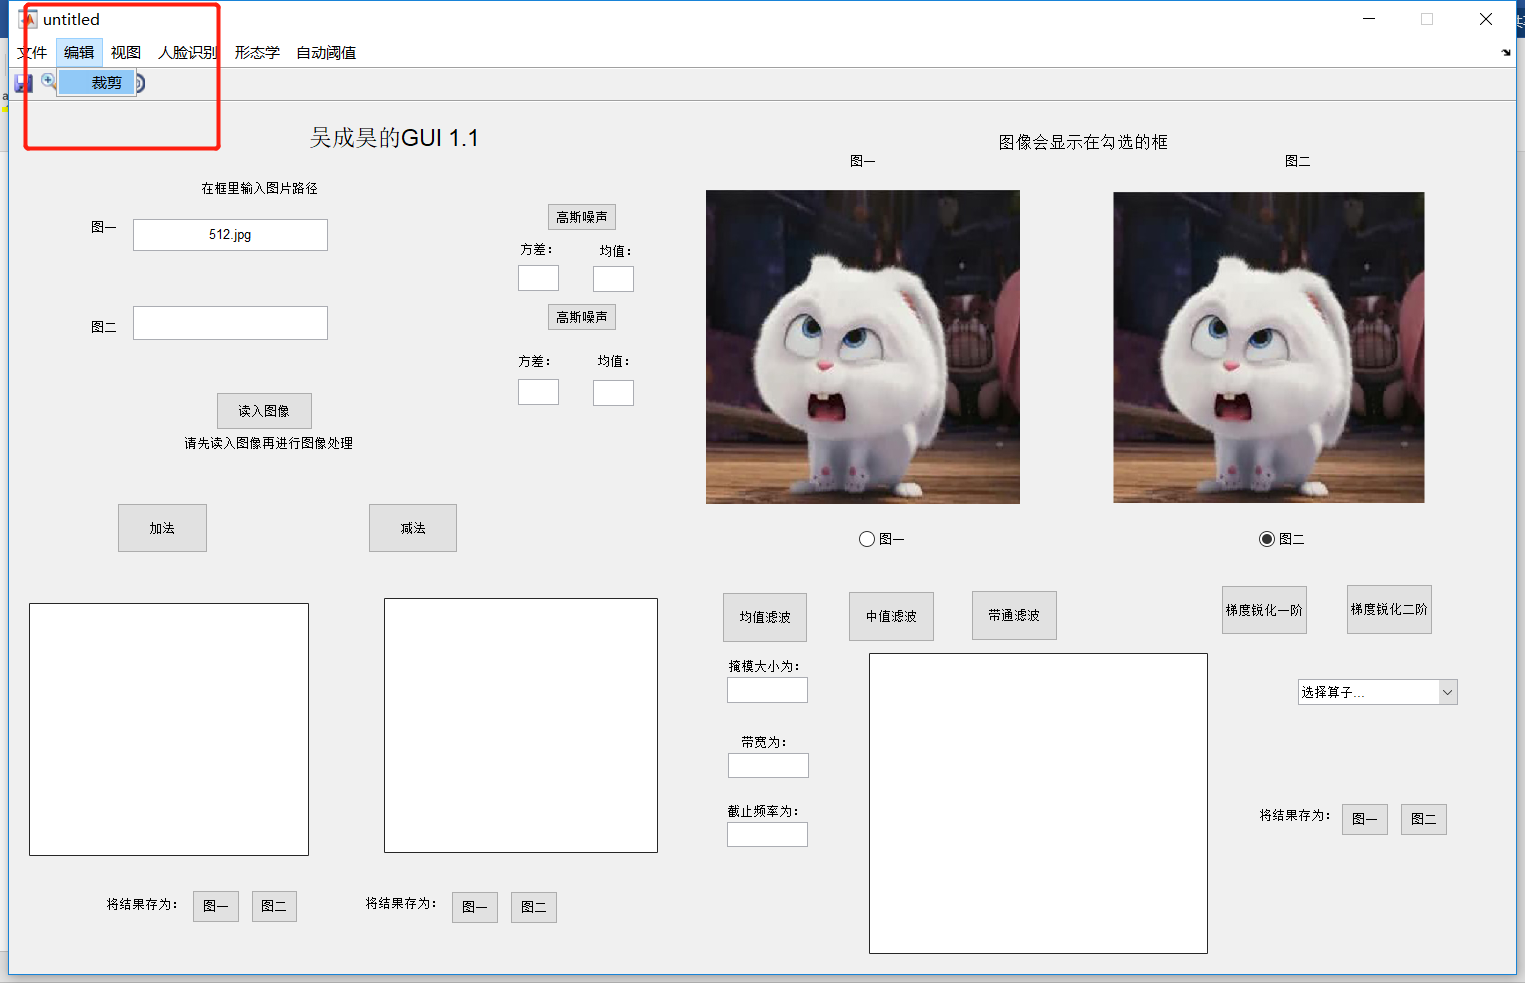 untitled
文件 编辑 视图 人脸识别 形态学 自动阈值
裁剪
吴成昊的GUI 1.1
图像会显示在勾选的框
图一 图二
在框里输入图片路径
图一 512.jpg
高斯噪声
方差： 均值：
高斯噪声
图二
方差： 均值：
读入图像
请先读入图像再进行图像处理
加法 减法
图一 图二
均值滤波 中值滤波 带通滤波 梯度锐化一阶 梯度锐化二阶
掩模大小为：
选择算子...
带宽为：
截止频率为：
将结果存为： 图一 图二
将结果存为： 图一 图二 将结果存为： 图一 图二